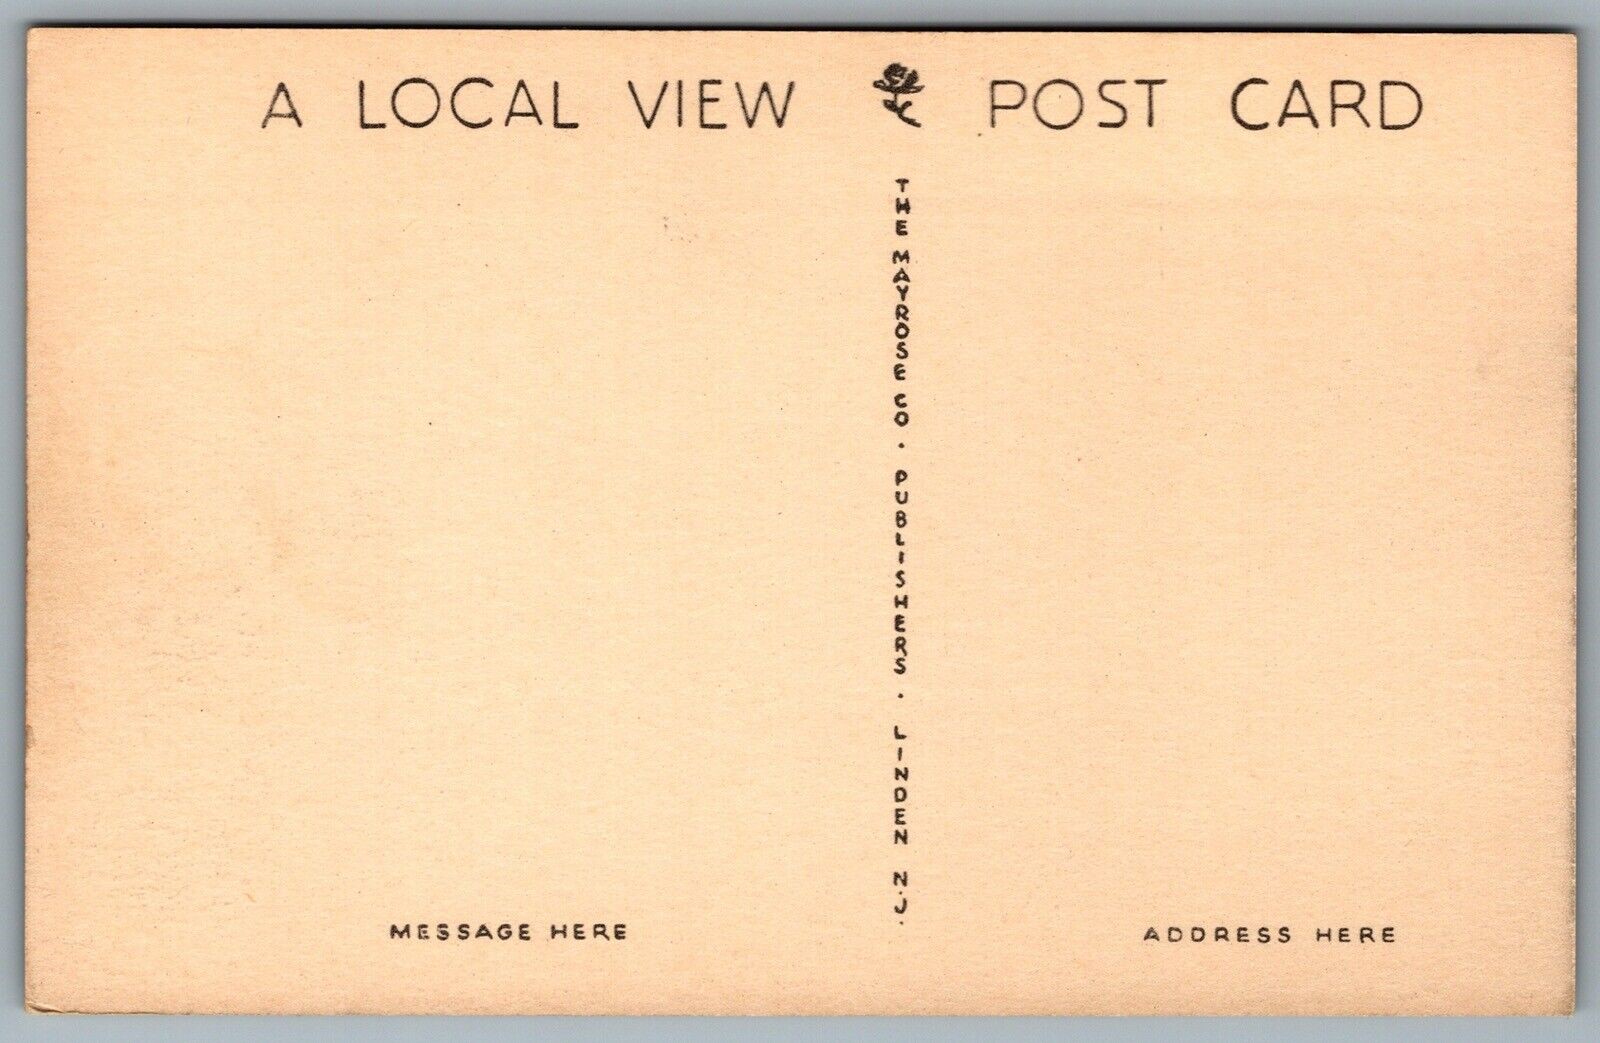 A LOCAL VIEW POST CARD
THE MAYROSE CO. PUBLISHERS. LINDEN N.J.
MESSAGE HERE
ADDRESS HERE